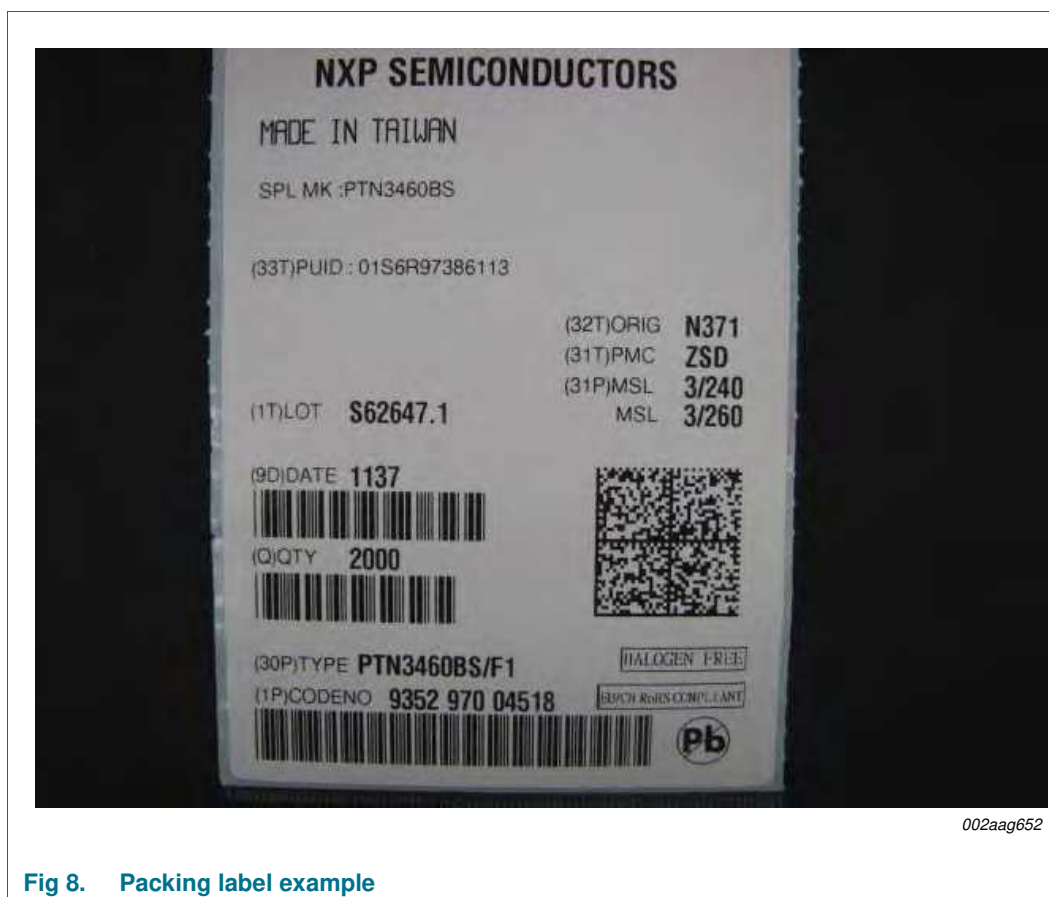 NXP SEMICONDUCTORS
MADE IN TAIWAN
SPL MK :PTN3460BS
(33T)PUID : 01S6R97386113
(32T)ORIG N371
(31T)PMC ZSD
(31P)MSL 3/240
(1T)LOT S62647.1
MSL 3/260
(9D)DATE 1137
(Q)QTY 2000
(30P)TYPE PTN3460BS/F1
HALOGEN FREE
(1P)CODENO 9352 970 04518
RoHS COMPLIANT
Pb
002aag652
Fig 8. Packing label example